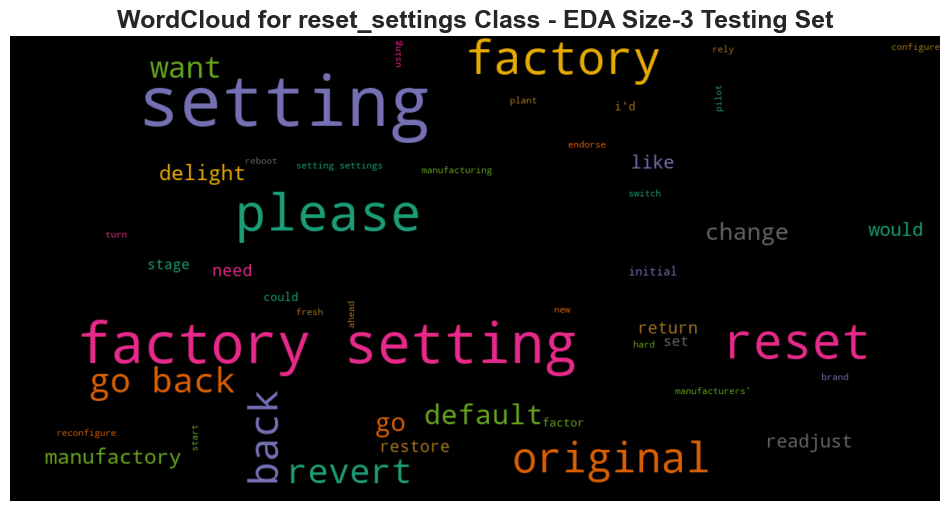 WordCloud for reset_settings Class - EDA Size-3 Testing Set
factory
want
using
rely
configure
setting
plant
i'd
pilot
endorse
reboot
setting settings
manufacturing
like
delight
switch
please
change
would
turn
stage
need
initial
could
fresh
ahead
new
factory setting
return
hard
set
reset
go back
brand
manufacturers'
back
default
factor
go
reconfigure
start
restore
readjust
manufactory
revert
original